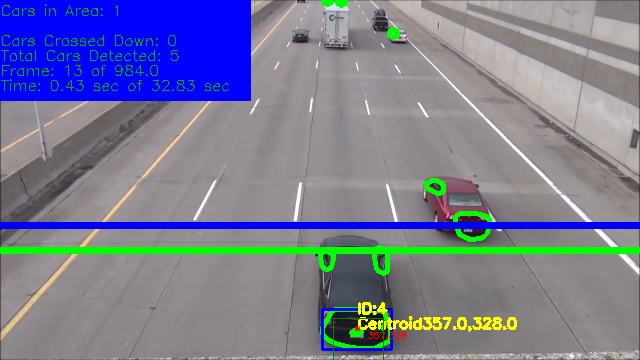 Cars in Area: 1
Cars Crossed Down: 0
Total Cars Detected: 5
Frame: 13 of 984.0
Time: 0.43 sec of 32.83 sec
ID:4
Centroid357.0,328.0